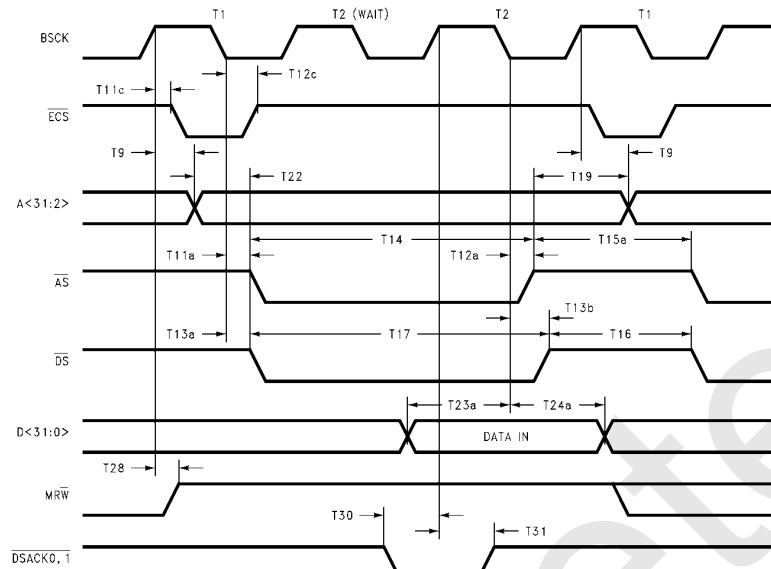 T1 T2 (WAIT) T2 T1
BSCK
T12c
T11c
ECS
T9 T9
T22 T19
A<31:2>
T14 T15a
T11a T12a
AS
T13b
T13a T17 T16
DS
T23a T24a
D<31:0> DATA IN
T28
MRW
T30 T31
DSACK0, 1